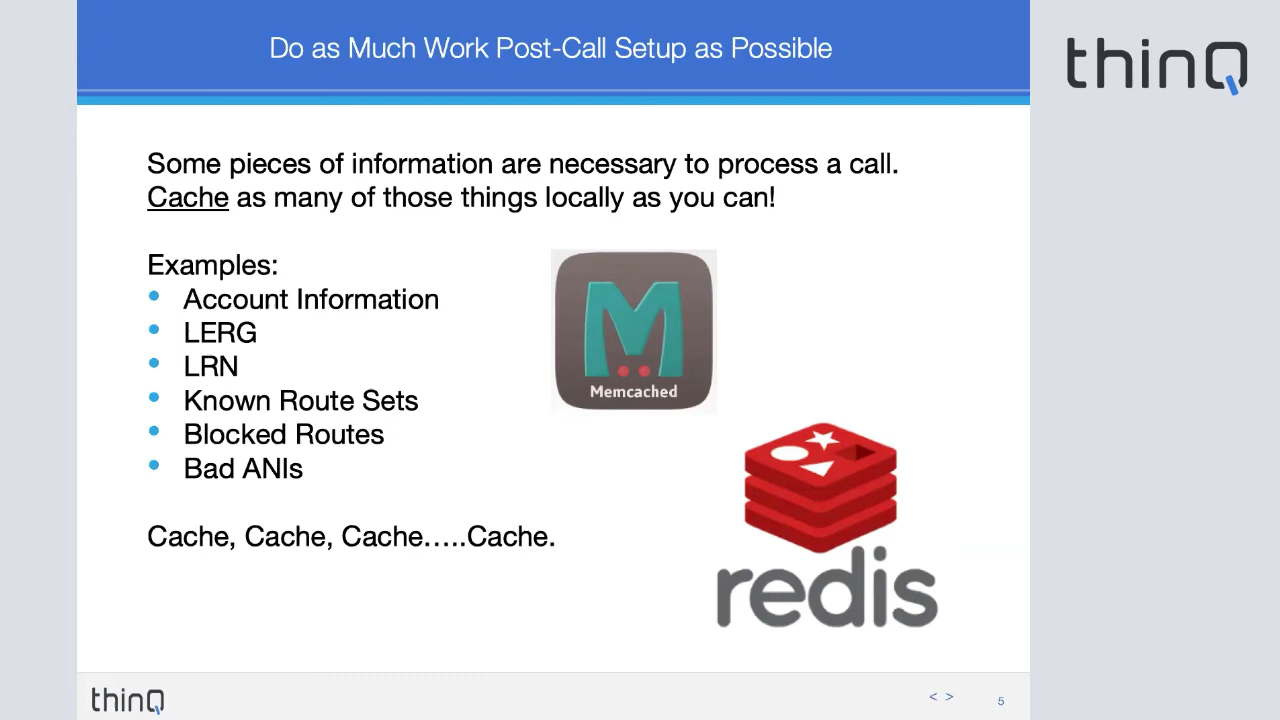 Do as Much Work Post-Call Setup as Possible
thinQ
Some pieces of information are necessary to process a call.
Cache as many of those things locally as you can!
Examples:
• Account Information
• LERG
• LRN
• Known Route Sets
• Blocked Routes
• Bad ANIs
Memcached
redis
Cache, Cache, Cache…..Cache.
thinQ
< >
5